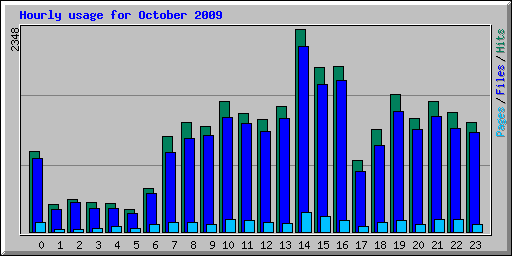 Hourly usage for October 2009
2348
Pages/Files/Hits
0 1 2 3 4 5 6 7 8 9 10 11 12 13 14 15 16 17 18 19 20 21 22 23